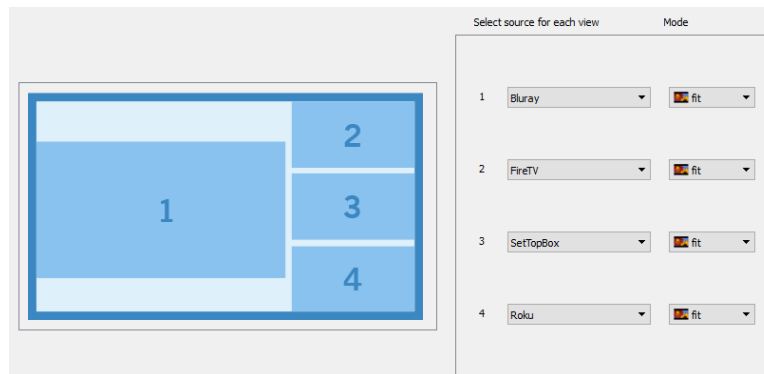 Select source for each view Mode
1 Bluray fit
2
2 FireTV fit
1 3
3 SetTopBox fit
4
4 Roku fit